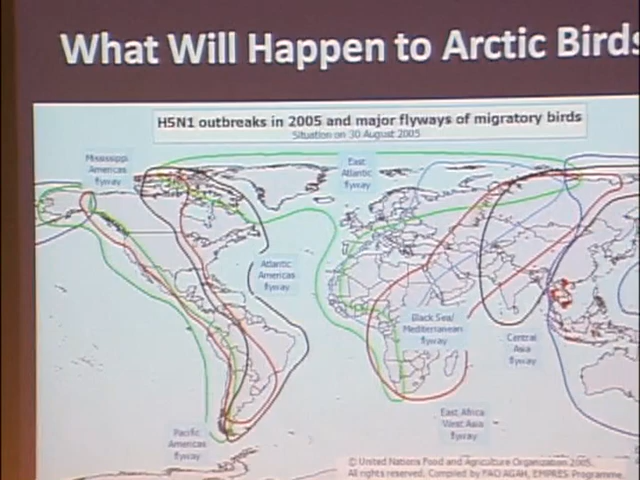 What Will Happen to Arctic Birds
H5N1 outbreaks in 2005 and major flyways of migratory birds
Situation on 30 August 2005
Mississippi
Americas
flyway
East
Atlantic
flyway
Atlantic
Americas
flyway
Black Sea/
Mediterranean
flyway
Central
Asia
flyway
East Africa
West Asia
flyway
Pacific
Americas
flyway
© United Nations Food and Agriculture Organization 2005.
All rights reserved. Compiled by FAO AGAH, EMPRES Programme